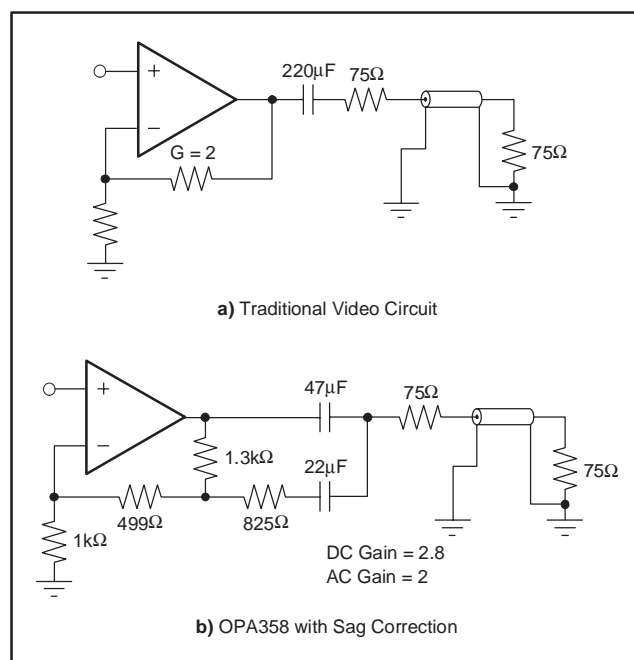 +
−
220μF
75Ω
G = 2
75Ω
a) Traditional Video Circuit
+
−
47μF
75Ω
1.3kΩ
22μF
75Ω
499Ω
825Ω
1kΩ
DC Gain = 2.8
AC Gain = 2
b) OPA358 with Sag Correction